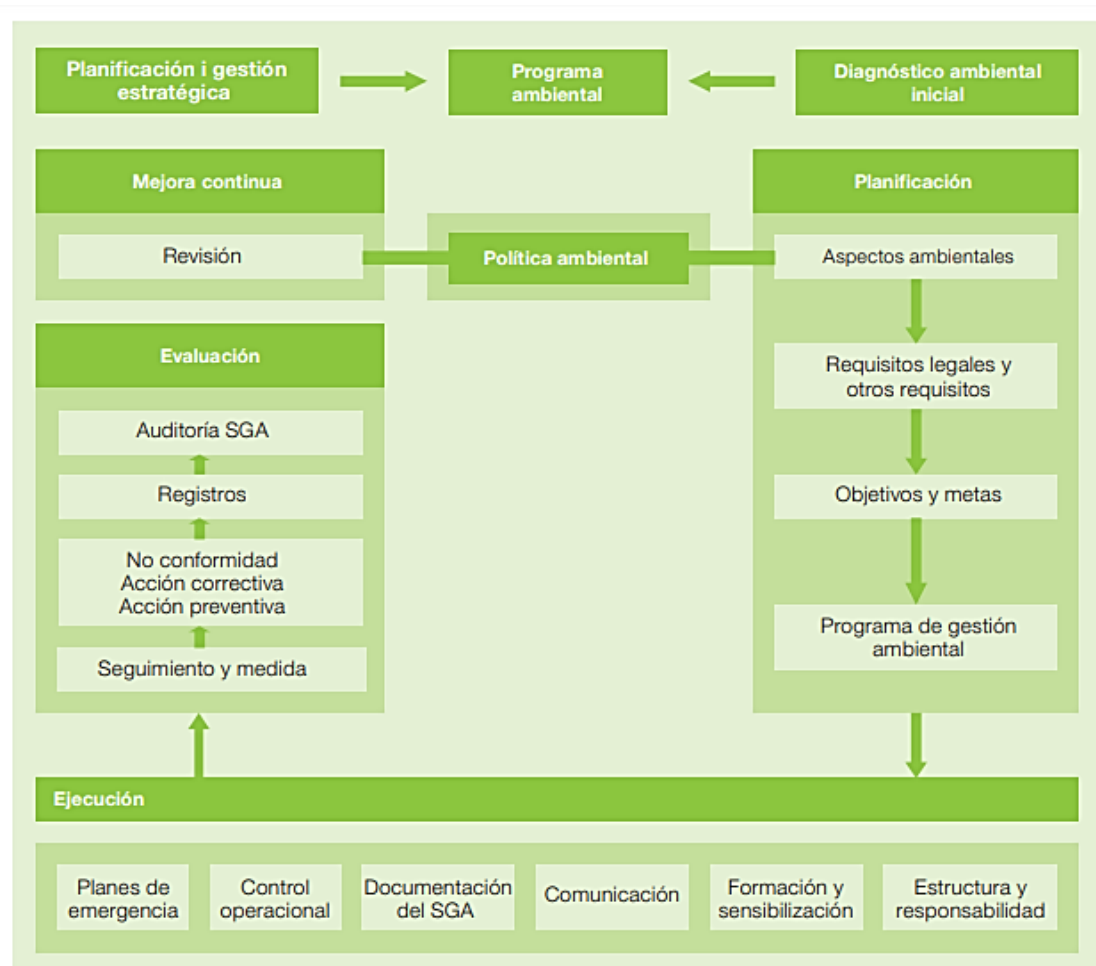 Planificación i gestión
estratégica
Programa
ambiental
Diagnóstico ambiental
inicial
Mejora continua
Revisión
Política ambiental
Planificación
Aspectos ambientales
Requisitos legales y
otros requisitos
Objetivos y metas
Programa de gestión
ambiental
Evaluación
Auditoría SGA
Registros
No conformidad
Acción correctiva
Acción preventiva
Seguimiento y medida
Ejecución
Planes de
emergencia
Control
operacional
Documentación
del SGA
Comunicación
Formación y
sensibilización
Estructura y
responsabilidad